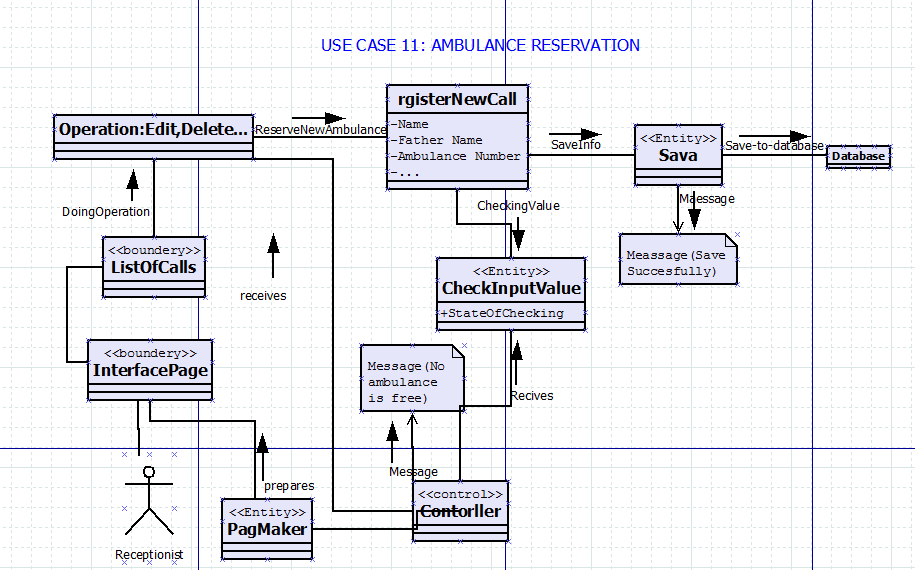 USE CASE 11: AMBULANCE RESERVATION
rgisterNewCall
-Name
-Father Name
-Ambulance Number
-...
Operation:Edit,Delete...
ReserveNewAmbulance
SaveInfo
<<Entity>>
Sava
Save-to-database
Database
Maessage
Meassage(Save
Succesfully)
DoingOperation
CheckingValue
<<boundery>>
ListOfCalls
receives
<<Entity>>
CheckInputValue
+StateOfChecking
<<boundery>>
InterfacePage
Message(No
ambulance
is free)
Recives
Message
prepares
<<control>>
Contorller
<<Entity>>
PagMaker
Receptionist